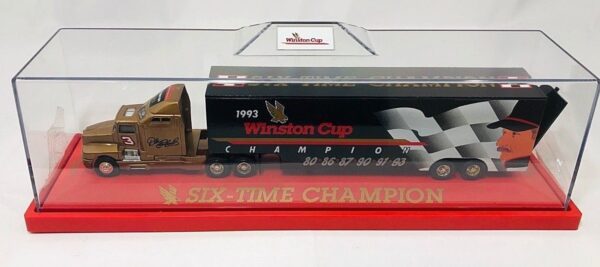 Winston Cup
SIX-TIME CHAMPION
1993
Winston Cup
CHAMPION
80·86·87·90·91·93
3
SIX-TIME CHAMPION